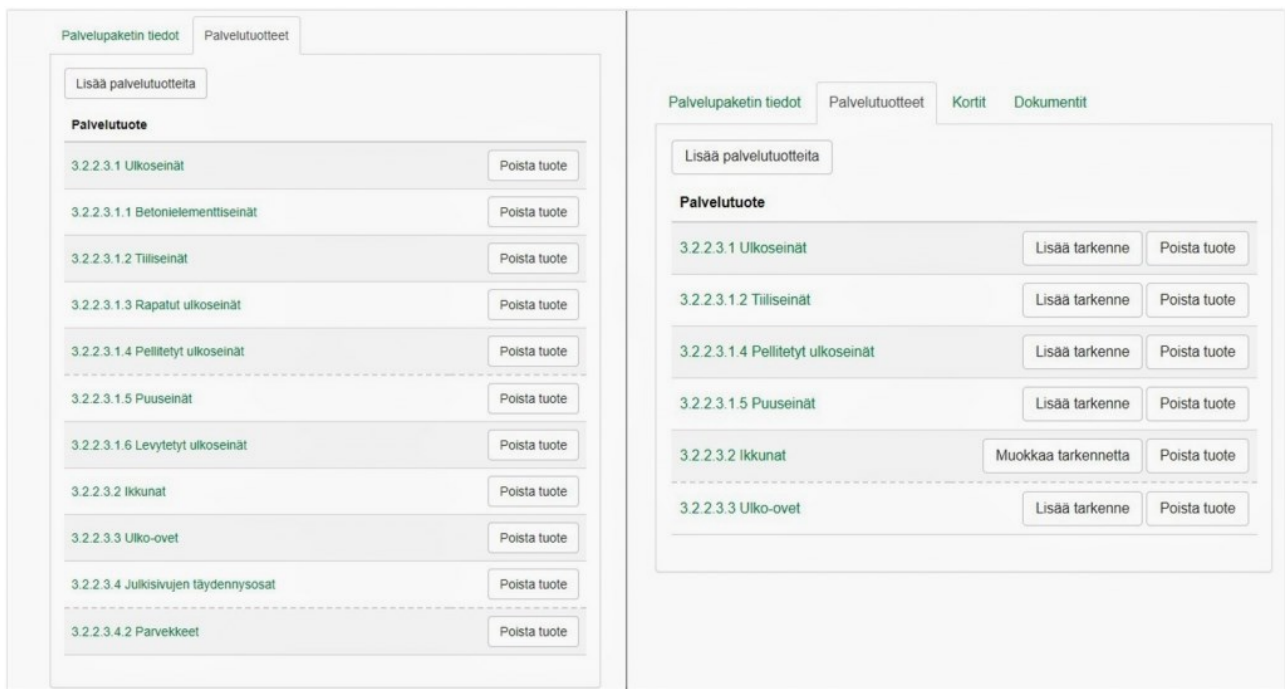 Palvelupaketin tiedot Palvelutuotteet
Lisää palvelutuotteita
Palvelutuote
3.2.2.3.1 Ulkoseinät Poista tuote
3.2.2.3.1.1 Betonielementtiseinät Poista tuote
3.2.2.3.1.2 Tiiliseinät Poista tuote
3.2.2.3.1.3 Rapatut ulkoseinät Poista tuote
3.2.2.3.1.4 Pellitetyt ulkoseinät Poista tuote
3.2.2.3.1.5 Puuseinät Poista tuote
3.2.2.3.1.6 Levytetyt ulkoseinät Poista tuote
3.2.2.3.2 Ikkunat Poista tuote
3.2.2.3.3 Ulko-ovet Poista tuote
3.2.2.3.4 Julkisivujen täydennysosat Poista tuote
3.2.2.3.4.2 Parvekkeet Poista tuote
Palvelupaketin tiedot Palvelutuotteet Kortit Dokumentit
Lisää palvelutuotteita
Palvelutuote
3.2.2.3.1 Ulkoseinät Lisää tarkenne Poista tuote
3.2.2.3.1.2 Tiiliseinät Lisää tarkenne Poista tuote
3.2.2.3.1.4 Pellitetyt ulkoseinät Lisää tarkenne Poista tuote
3.2.2.3.1.5 Puuseinät Lisää tarkenne Poista tuote
3.2.2.3.2 Ikkunat Muokkaa tarkennetta Poista tuote
3.2.2.3.3 Ulko-ovet Lisää tarkenne Poista tuote